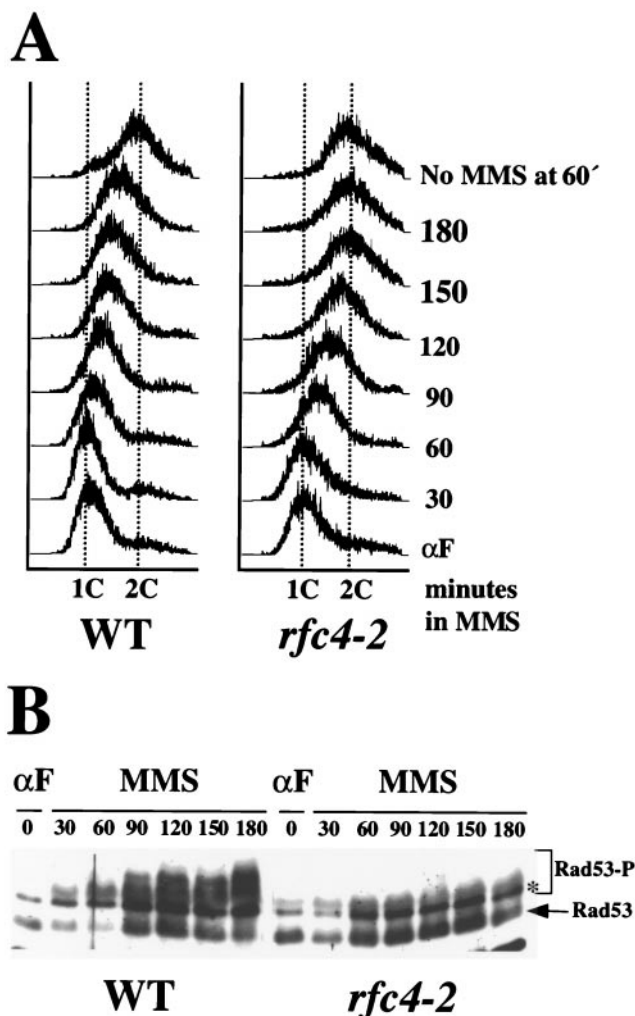 A
No MMS at 60´
180
150
120
90
60
30
αF
1C 2C 1C 2C minutes
in MMS
WT rfc4-2
B
αF MMS αF MMS
0 30 60 90 120 150 180 0 30 60 90 120 150 180
Rad53-P
*
Rad53
WT rfc4-2